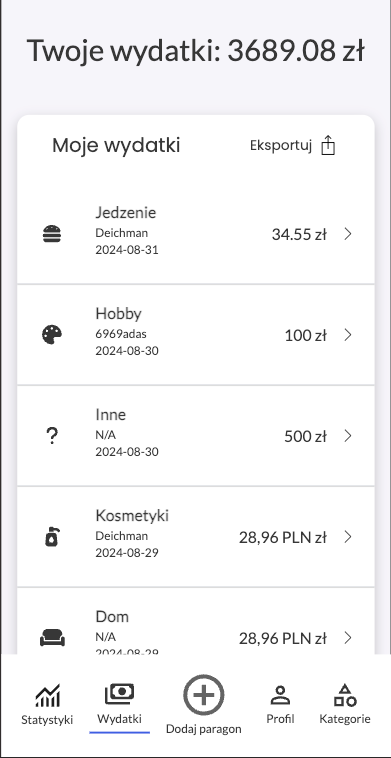 Twoje wydatki: 3689.08 zł
Moje wydatki
Eksportuj
Jedzenie
Deichman
2024-08-31
34.55 zł
Hobby
6969adas
2024-08-30
100 zł
Inne
N/A
2024-08-30
500 zł
Kosmetyki
Deichman
2024-08-29
28,96 PLN zł
Dom
N/A
2024-08-29
28,96 PLN zł
Statystyki
Wydatki
Dodaj paragon
Profil
Kategorie